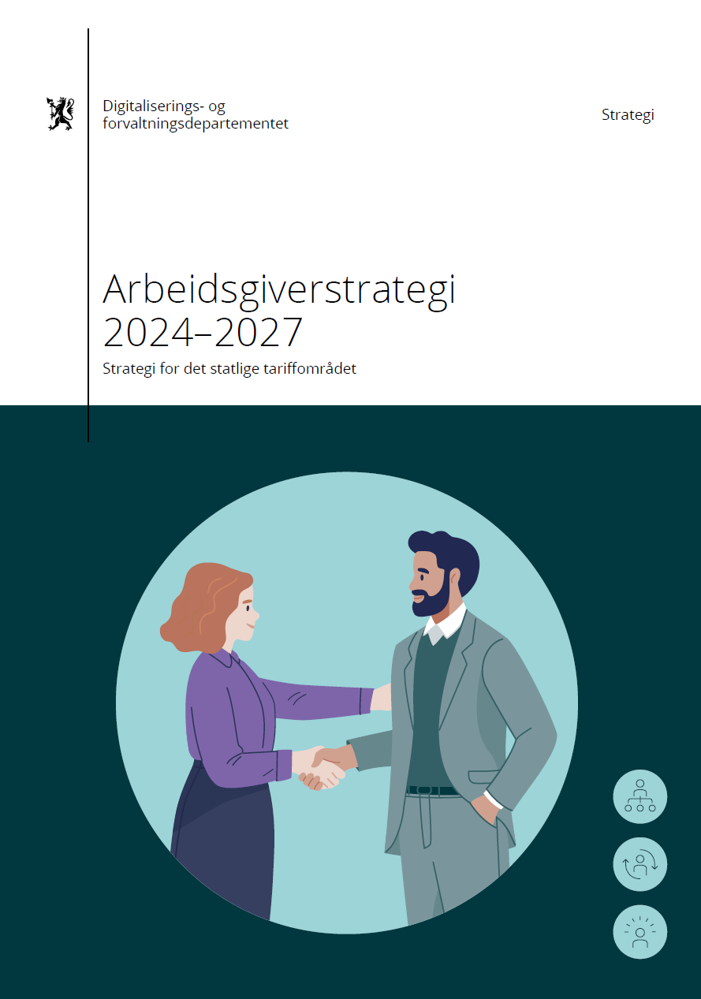 Digitaliserings- og
forvaltningsdepartementet
Strategi
Arbeidsgiverstrategi
2024–2027
Strategi for det statlige tariffområdet